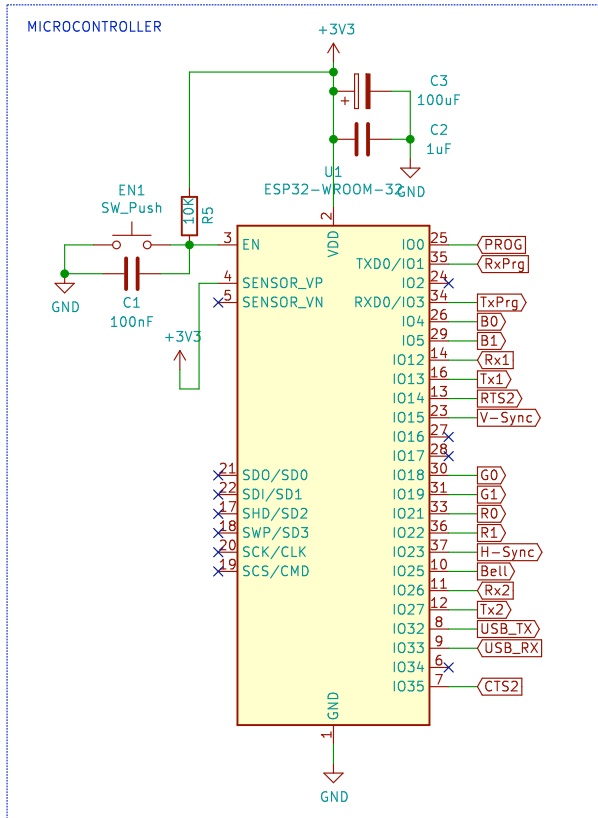 MICROCONTROLLER
+3V3
C3
100uF
C2
1uF
GND
U1
ESP32-WROOM-32
EN1
SW_Push
10K
R5
C1
100nF
GND
+3V3
2
VDD
3 EN
4 SENSOR_VP
5 SENSOR_VN
21 SDO/SD0
22 SDI/SD1
17 SHD/SD2
18 SWP/SD3
20 SCK/CLK
19 SCS/CMD
IO0 25 PROG
TXD0/IO1 35 RxPrg
IO2 24
RXD0/IO3 34 TxPrg
IO4 26 B0
IO5 29 B1
IO12 14 Rx1
IO13 16 Tx1
IO14 13 RTS2
IO15 23 V-Sync
IO16 27
IO17 28
IO18 30 G0
IO19 31 G1
IO21 33 R0
IO22 36 R1
IO23 37 H-Sync
IO25 10 Bell
IO26 11 Rx2
IO27 12 Tx2
IO32 8 USB_TX
IO33 9 USB_RX
IO34 6
IO35 7 CTS2
GND
1
GND